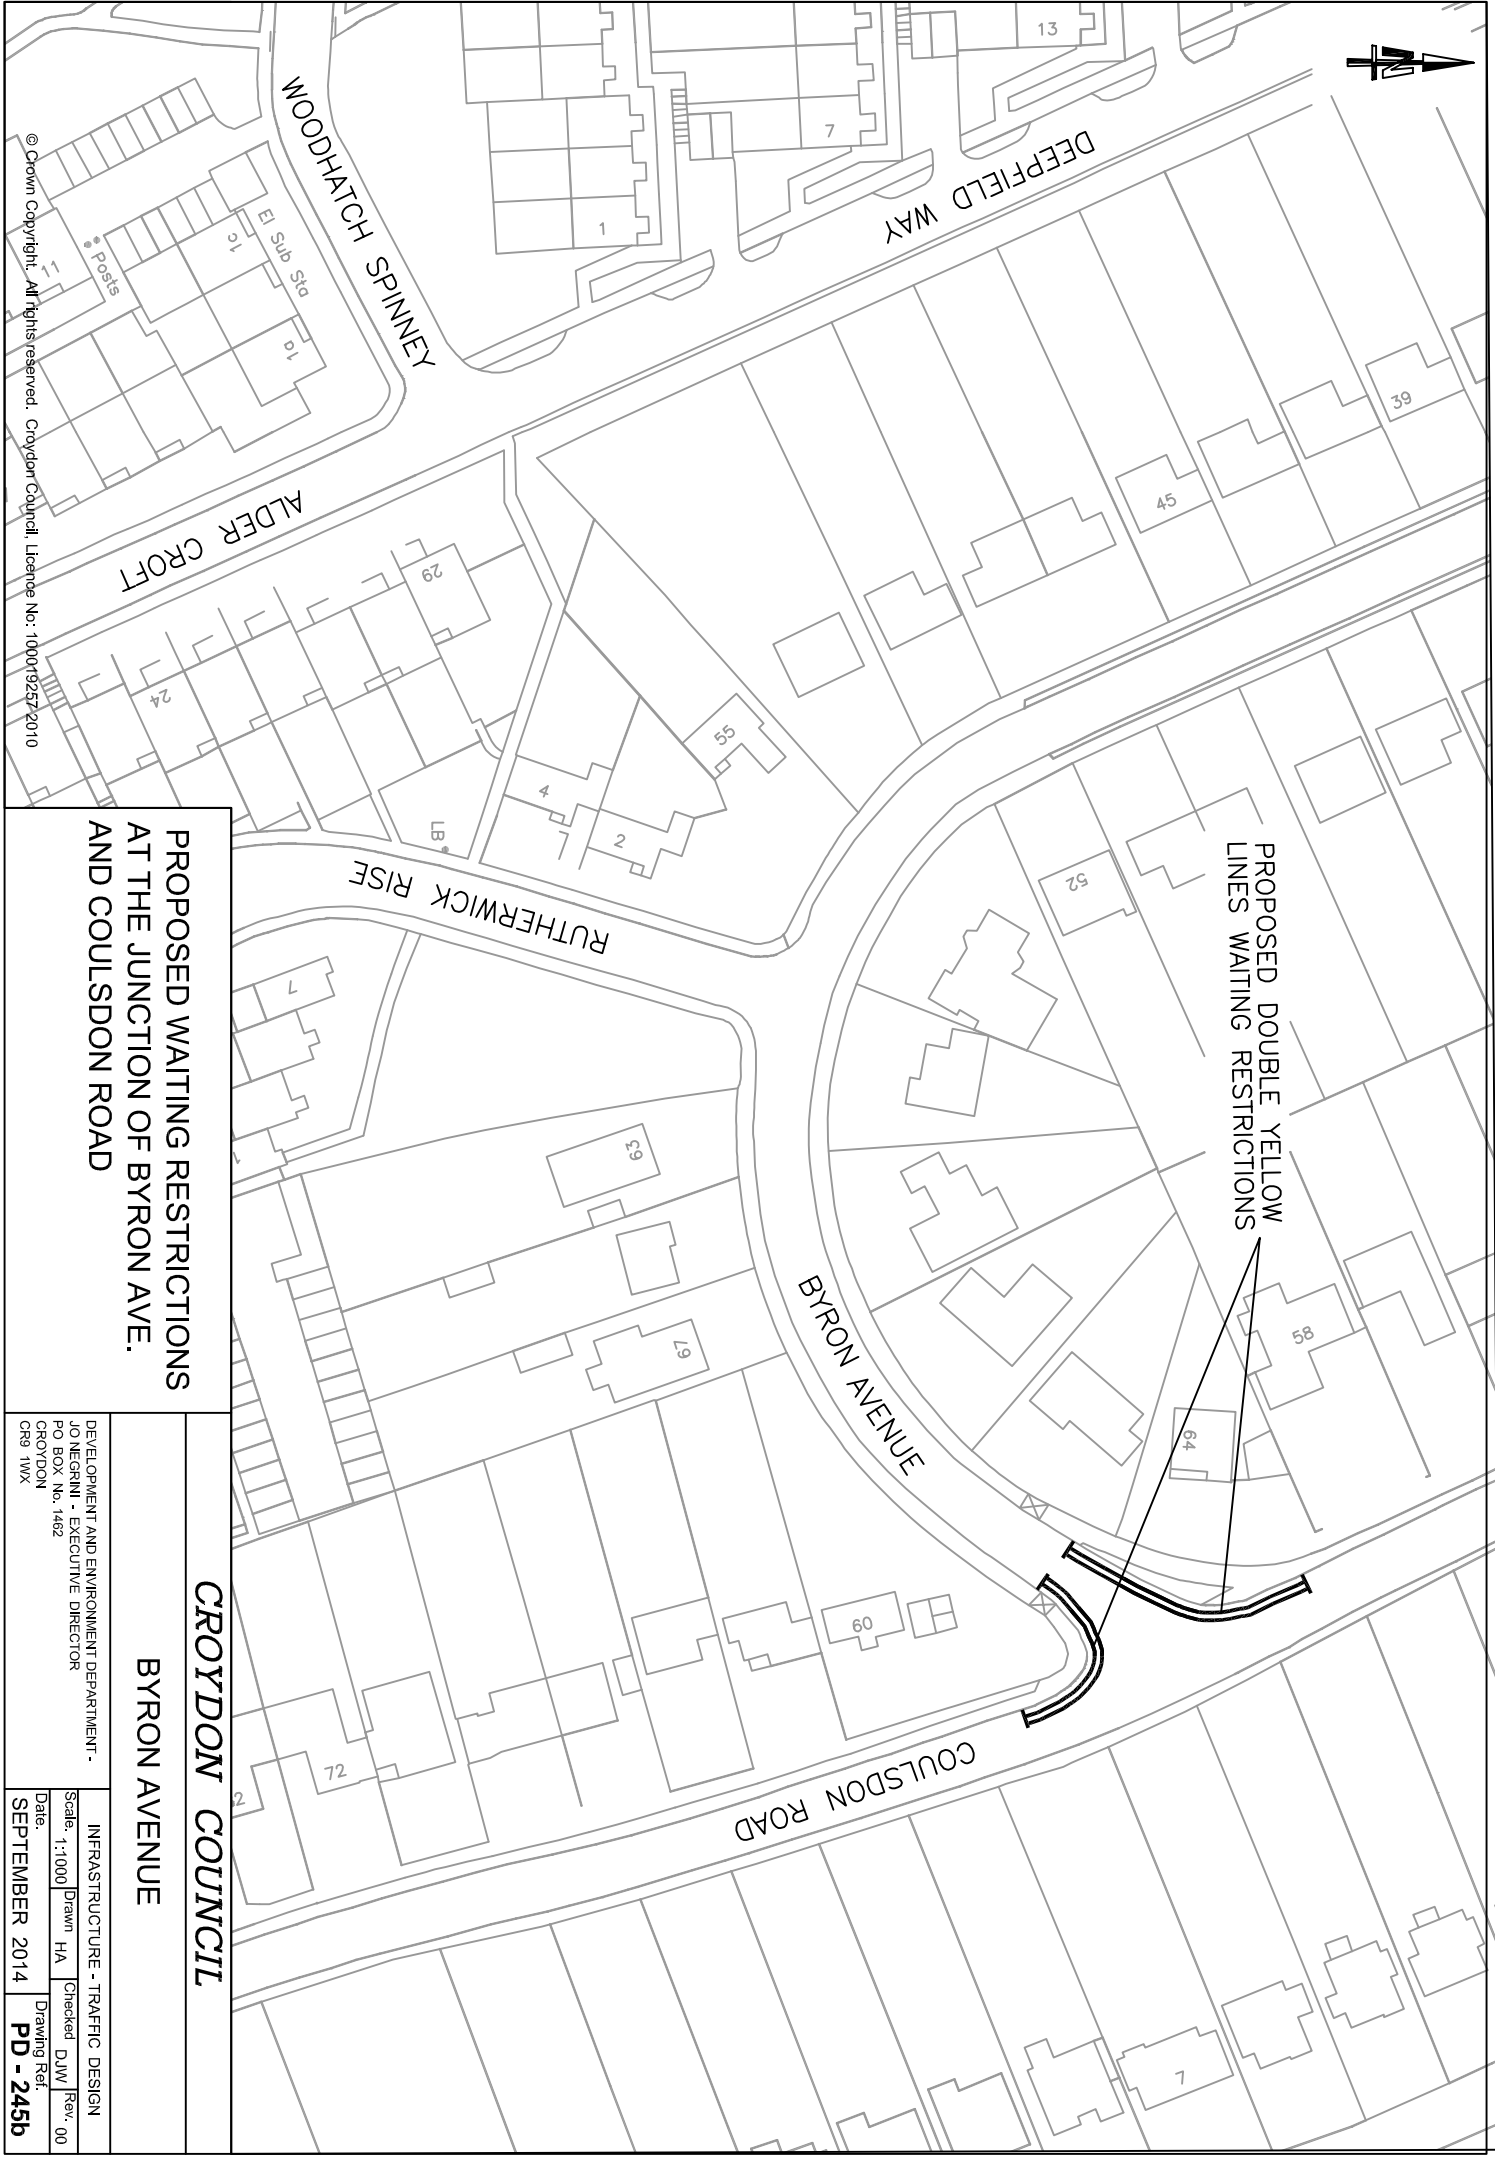 N
13
7
1
DEEPFIELD WAY
WOODHATCH SPINNEY
El Sub Sta
1c
1a
Posts
11
ALDER CROFT
29
24
39
45
55
4
2
LB
RUTHERWICK RISE
52
PROPOSED DOUBLE YELLOW
LINES WAITING RESTRICTIONS
58
64
7
1
63
67
BYRON AVENUE
60
72
COULSDON ROAD
7
© Crown Copyright. All rights reserved. Croydon Council, Licence No: 100019257 2010
PROPOSED WAITING RESTRICTIONS
AT THE JUNCTION OF BYRON AVE.
AND COULSDON ROAD
CROYDON COUNCIL
BYRON AVENUE
DEVELOPMENT AND ENVIRONMENT DEPARTMENT -
JO NEGRINI - EXECUTIVE DIRECTOR
PO BOX No. 1462
CROYDON
CR9 1WX
INFRASTRUCTURE - TRAFFIC DESIGN
Scale. 1:1000 Drawn HA Checked DJW Rev. 00
Date.
SEPTEMBER 2014
Drawing Ref.
PD - 245b